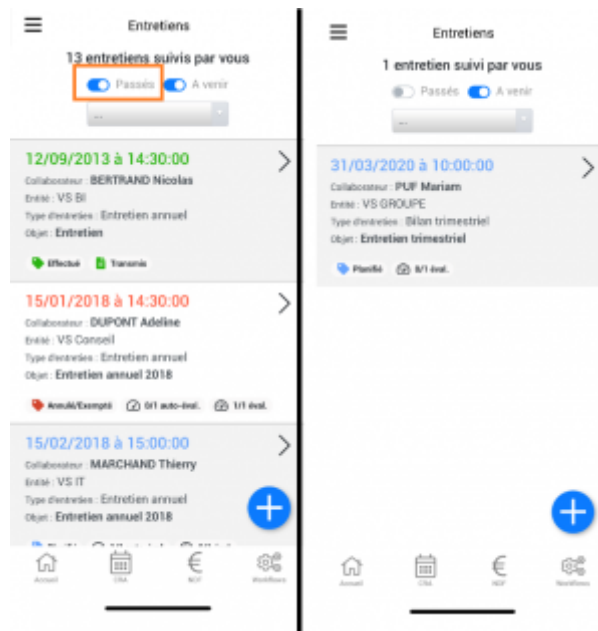 Entretiens
13 entretiens suivis par vous
Passés A venir
...
12/09/2013 à 14:30:00
Collaborateur : BERTRAND Nicolas
Entité : VS BI
Type d'entretien : Entretien annuel
Objet : Entretien
Effectué Transmis
15/01/2018 à 14:30:00
Collaborateur : DUPONT Adeline
Entité : VS Conseil
Type d'entretien : Entretien annuel
Objet : Entretien annuel 2018
Annulé/Exempté 0/1 auto-éval. 1/1 éval.
15/02/2018 à 15:00:00
Collaborateur : MARCHAND Thierry
Entité : VS IT
Type d'entretien : Entretien annuel
Objet : Entretien annuel 2018
Accueil CRA NDF Workflows
Entretiens
1 entretien suivi par vous
Passés A venir
...
31/03/2020 à 10:00:00
Collaborateur : PUF Mariam
Entité : VS GROUPE
Type d'entretien : Bilan trimestriel
Objet : Entretien trimestriel
Planifié 0/1 éval.
Accueil CRA NDF Workflows